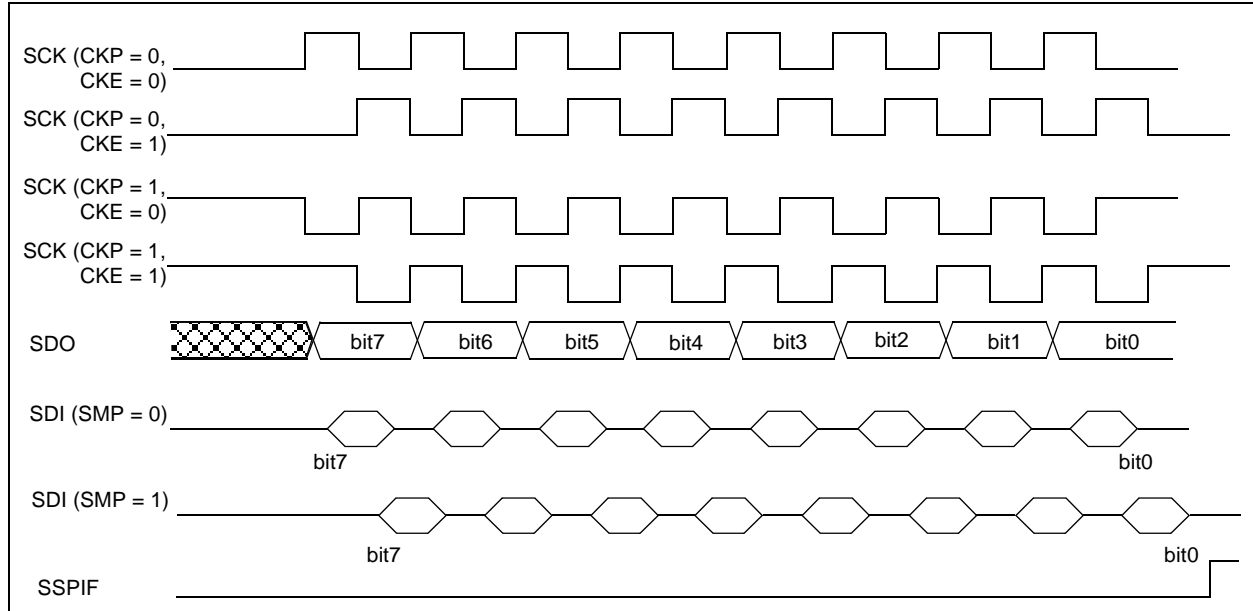 SCK (CKP = 0,
CKE = 0)
SCK (CKP = 0,
CKE = 1)
SCK (CKP = 1,
CKE = 0)
SCK (CKP = 1,
CKE = 1)
SDO bit7 bit6 bit5 bit4 bit3 bit2 bit1 bit0
SDI (SMP = 0)
bit7 bit0
SDI (SMP = 1)
bit7 bit0
SSPIF